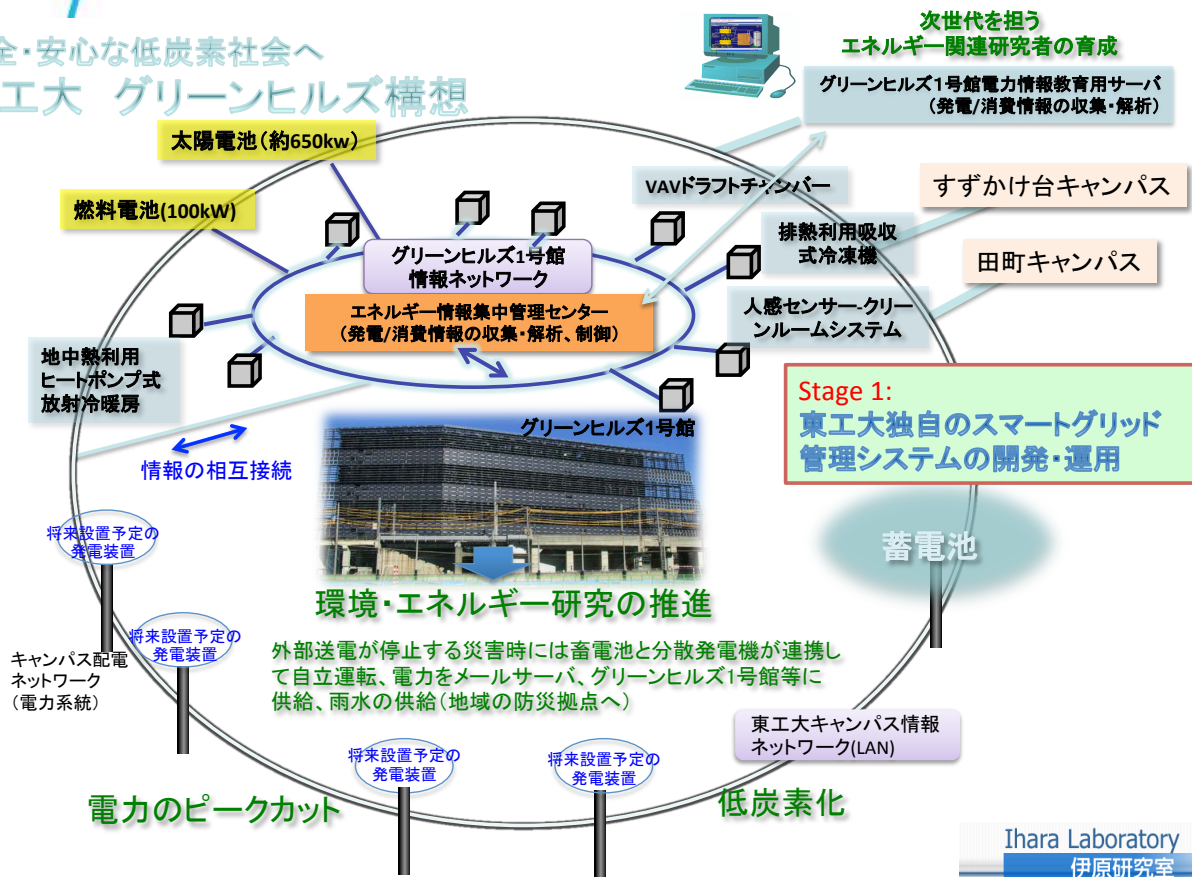 全・安心な低炭素社会へ
工大 グリーンヒルズ構想
次世代を担う
エネルギー関連研究者の育成
グリーンヒルズ1号館電力情報教育用サーバ
(発電/消費情報の収集・解析)
太陽電池(約650kw)
燃料電池(100kW)
VAVドラフトチャンバー
すずかけ台キャンパス
排熱利用吸収
式冷凍機
田町キャンパス
グリーンヒルズ1号館
情報ネットワーク
エネルギー情報集中管理センター
(発電/消費情報の収集・解析、制御)
人感センサー-クリー
ンルームシステム
地中熱利用
ヒートポンプ式
放射冷暖房
Stage 1:
東工大独自のスマートグリッド
管理システムの開発・運用
グリーンヒルズ1号館
情報の相互接続
将来設置予定の
発電装置
蓄電池
環境・エネルギー研究の推進
将来設置予定の
発電装置
キャンパス配電
ネットワーク
(電力系統)
外部送電が停止する災害時には畜電池と分散発電機が連携し
て自立運転、電力をメールサーバ、グリーンヒルズ1号館等に
供給、雨水の供給(地域の防災拠点へ)
東工大キャンパス情報
ネットワーク(LAN)
将来設置予定の
発電装置
将来設置予定の
発電装置
電力のピークカット
低炭素化
Ihara Laboratory
伊原研究室